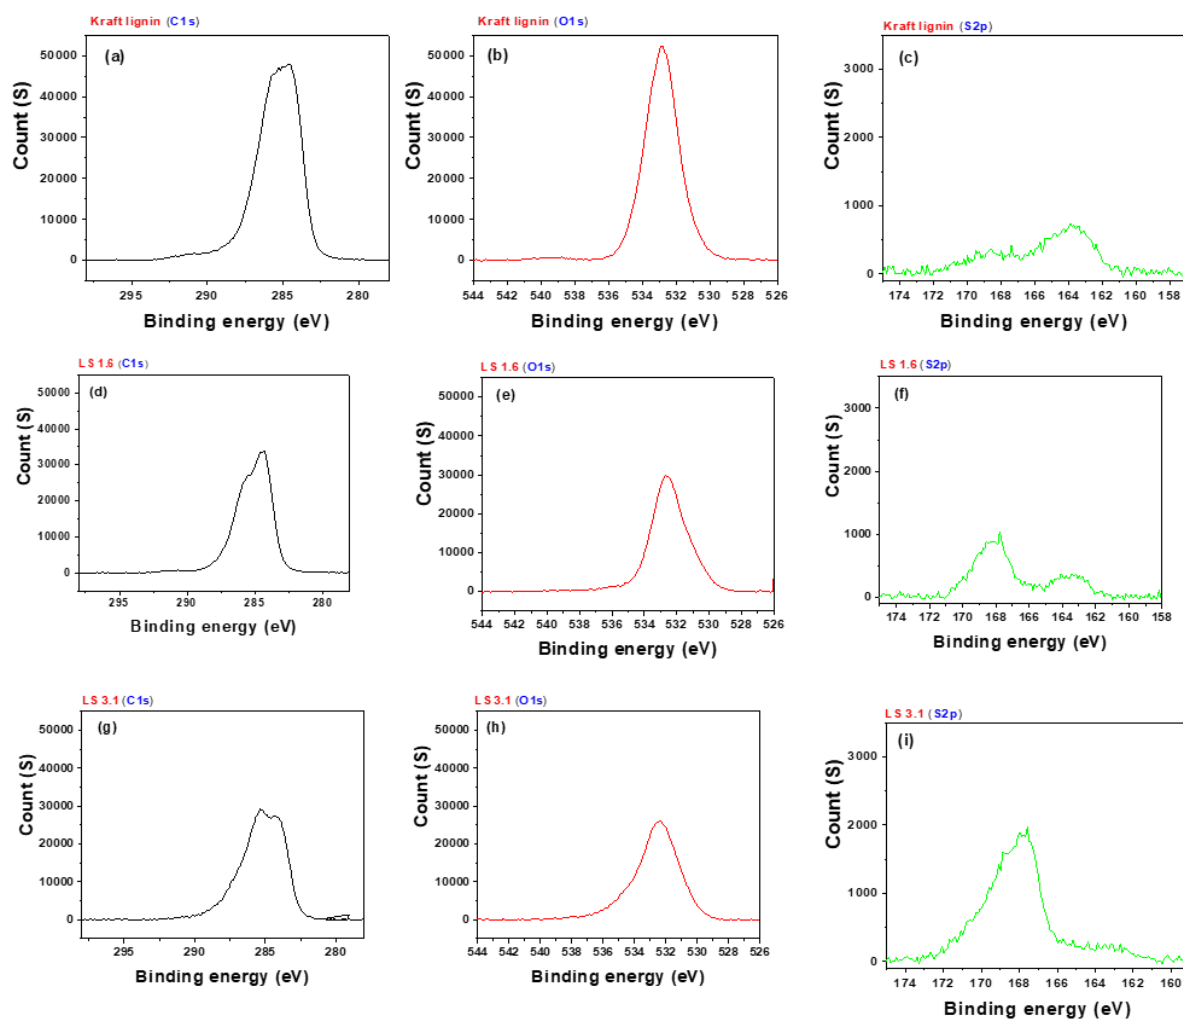 Kraft lignin (C1s)
(a)
50000
40000
30000
20000
10000
0
Count (S)
295 290 285 280
Binding energy (eV)
Kraft lignin (O1s)
(b)
50000
40000
30000
20000
10000
0
Count (S)
544 542 540 538 536 534 532 530 528 526
Binding energy (eV)
Kraft lignin (S2p)
(c)
3000
2000
1000
0
Count (S)
174 172 170 168 166 164 162 160 158
Binding energy (eV)
LS 1.6 (C1s)
(d)
50000
40000
30000
20000
10000
0
Count (S)
295 290 285 280
Binding energy (eV)
LS 1.6 (O1s)
(e)
50000
40000
30000
20000
10000
0
Count (S)
544 542 540 538 536 534 532 530 528 526
Binding energy (eV)
LS 1.6 (S2p)
(f)
3000
2000
1000
0
Count (S)
175 174 172 170 168 166 164 162 160 158
Binding energy (eV)
LS 3.1 (C1s)
(g)
50000
40000
30000
20000
10000
0
Count (S)
295 290 285 280
Binding energy (eV)
LS 3.1 (O1s)
(h)
50000
40000
30000
20000
10000
0
Count (S)
544 542 540 538 536 534 532 530 528 526
Binding energy (eV)
LS 3.1 (S2p)
(i)
3000
2000
1000
0
Count (S)
174 172 170 168 166 164 162 160
Binding energy (eV)